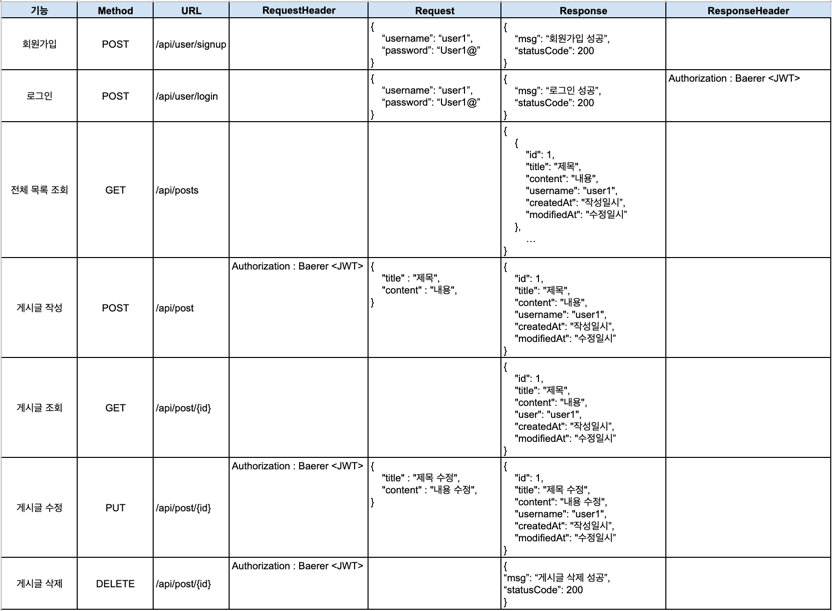 기능 Method URL RequestHeader Request Response ResponseHeader
회원가입 POST /api/user/signup
{
"username": "user1",
"password": "User1@"
}
{
"msg": "회원가입 성공",
"statusCode": 200
}
로그인 POST /api/user/login
{
"username": "user1",
"password": "User1@"
}
{
"msg": "로그인 성공",
"statusCode": 200
}
Authorization : Baerer <JWT>
전체 목록 조회 GET /api/posts
{
{
"id": 1,
"title": "제목",
"content": "내용",
"username": "user1",
"createdAt": "작성일시",
"modifiedAt": "수정일시"
},
...
}
게시글 작성 POST /api/post
Authorization : Baerer <JWT>
{
"title" : "제목",
"content" : "내용",
}
{
"id": 1,
"title": "제목",
"content": "내용",
"username": "user1",
"createdAt": "작성일시",
"modifiedAt": "수정일시"
}
게시글 조회 GET /api/post/{id}
{
"id": 1,
"title": "제목",
"content": "내용",
"user": "user1",
"createdAt": "작성일시",
"modifiedAt": "수정일시"
}
게시글 수정 PUT /api/post/{id}
Authorization : Baerer <JWT>
{
"title" : "제목 수정",
"content" : "내용 수정",
}
{
"id": 1,
"title": "제목 수정",
"content": "내용 수정",
"username": "user1",
"createdAt": "작성일시",
"modifiedAt": "수정일시"
}
게시글 삭제 DELETE /api/post/{id}
Authorization : Baerer <JWT>
{
"msg": "게시글 삭제 성공",
"statusCode": 200
}